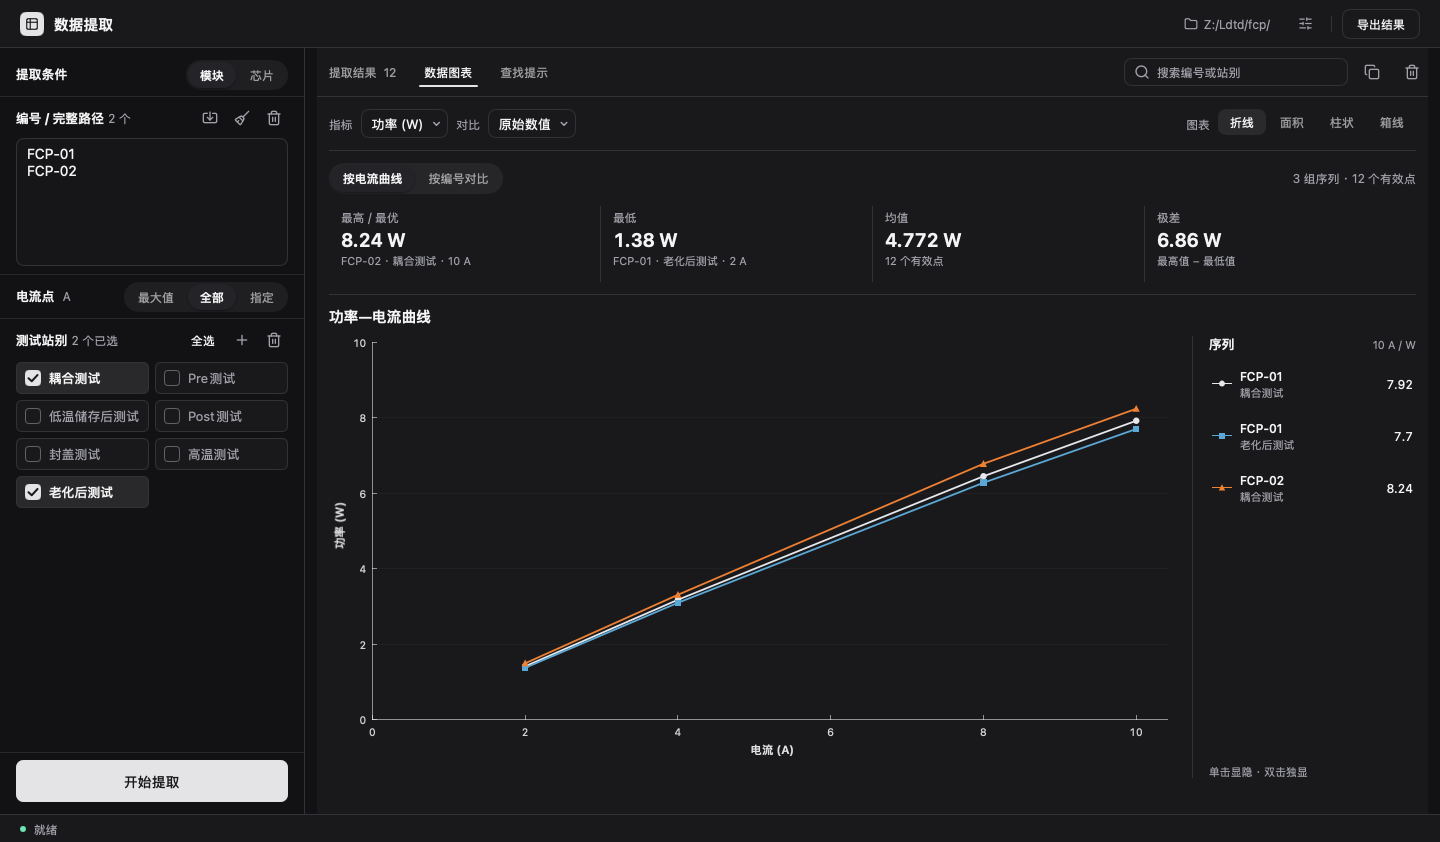 数据提取
Z:/Ldtd/fcp/
导出结果
提取条件
模块
芯片
编号 / 完整路径 2 个
FCP-01
FCP-02
电流点 A
最大值
全部
指定
测试站别 2 个已选
全选
耦合测试
Pre 测试
低温储存后测试
Post 测试
封盖测试
高温测试
老化后测试
开始提取
就绪
提取结果 12
数据图表
查找提示
搜索编号或站别
指标
功率 (W)
对比
原始数值
图表
折线
面积
柱状
箱线
按电流曲线
按编号对比
3 组序列 · 12 个有效点
最高 / 最优
8.24 W
FCP-02 · 耦合测试 · 10 A
最低
1.38 W
FCP-01 · 老化后测试 · 2 A
均值
4.772 W
12 个有效点
极差
6.86 W
最高值 − 最低值
功率—电流曲线
10
8
6
4
2
0
功率 (W)
0
2
4
6
8
10
电流 (A)
序列
10 A / W
FCP-01
耦合测试
7.92
FCP-01
老化后测试
7.7
FCP-02
耦合测试
8.24
单击显隐 · 双击独显